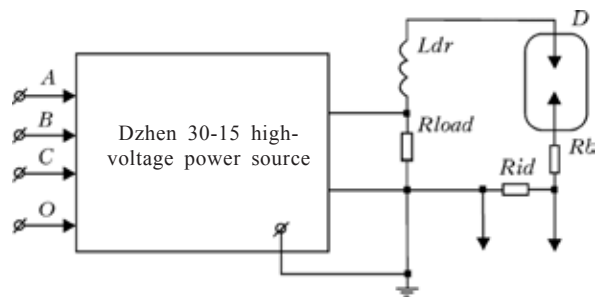 D
A
Ldr
B
Dzhen 30-15 high-
voltage power source
Rload
C
Rb
Rid
O